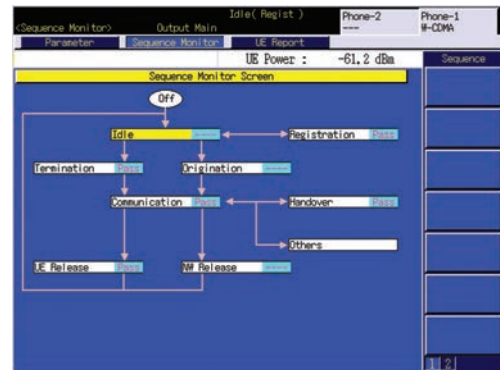 Idle( Regist )
Phone-2
Phone-1
<Sequence Monitor>
Output Main
----
W-CDMA
Parameter
Sequence Monitor
UE Report
UE Power : -61.2 dBm
Sequence
Sequence Monitor Screen
Off
Idle ----
Registration Pass
Termination Pass
Origination ----
Communication Pass
Handover Pass
Others
UE Release Pass
NW Release ----
1 2